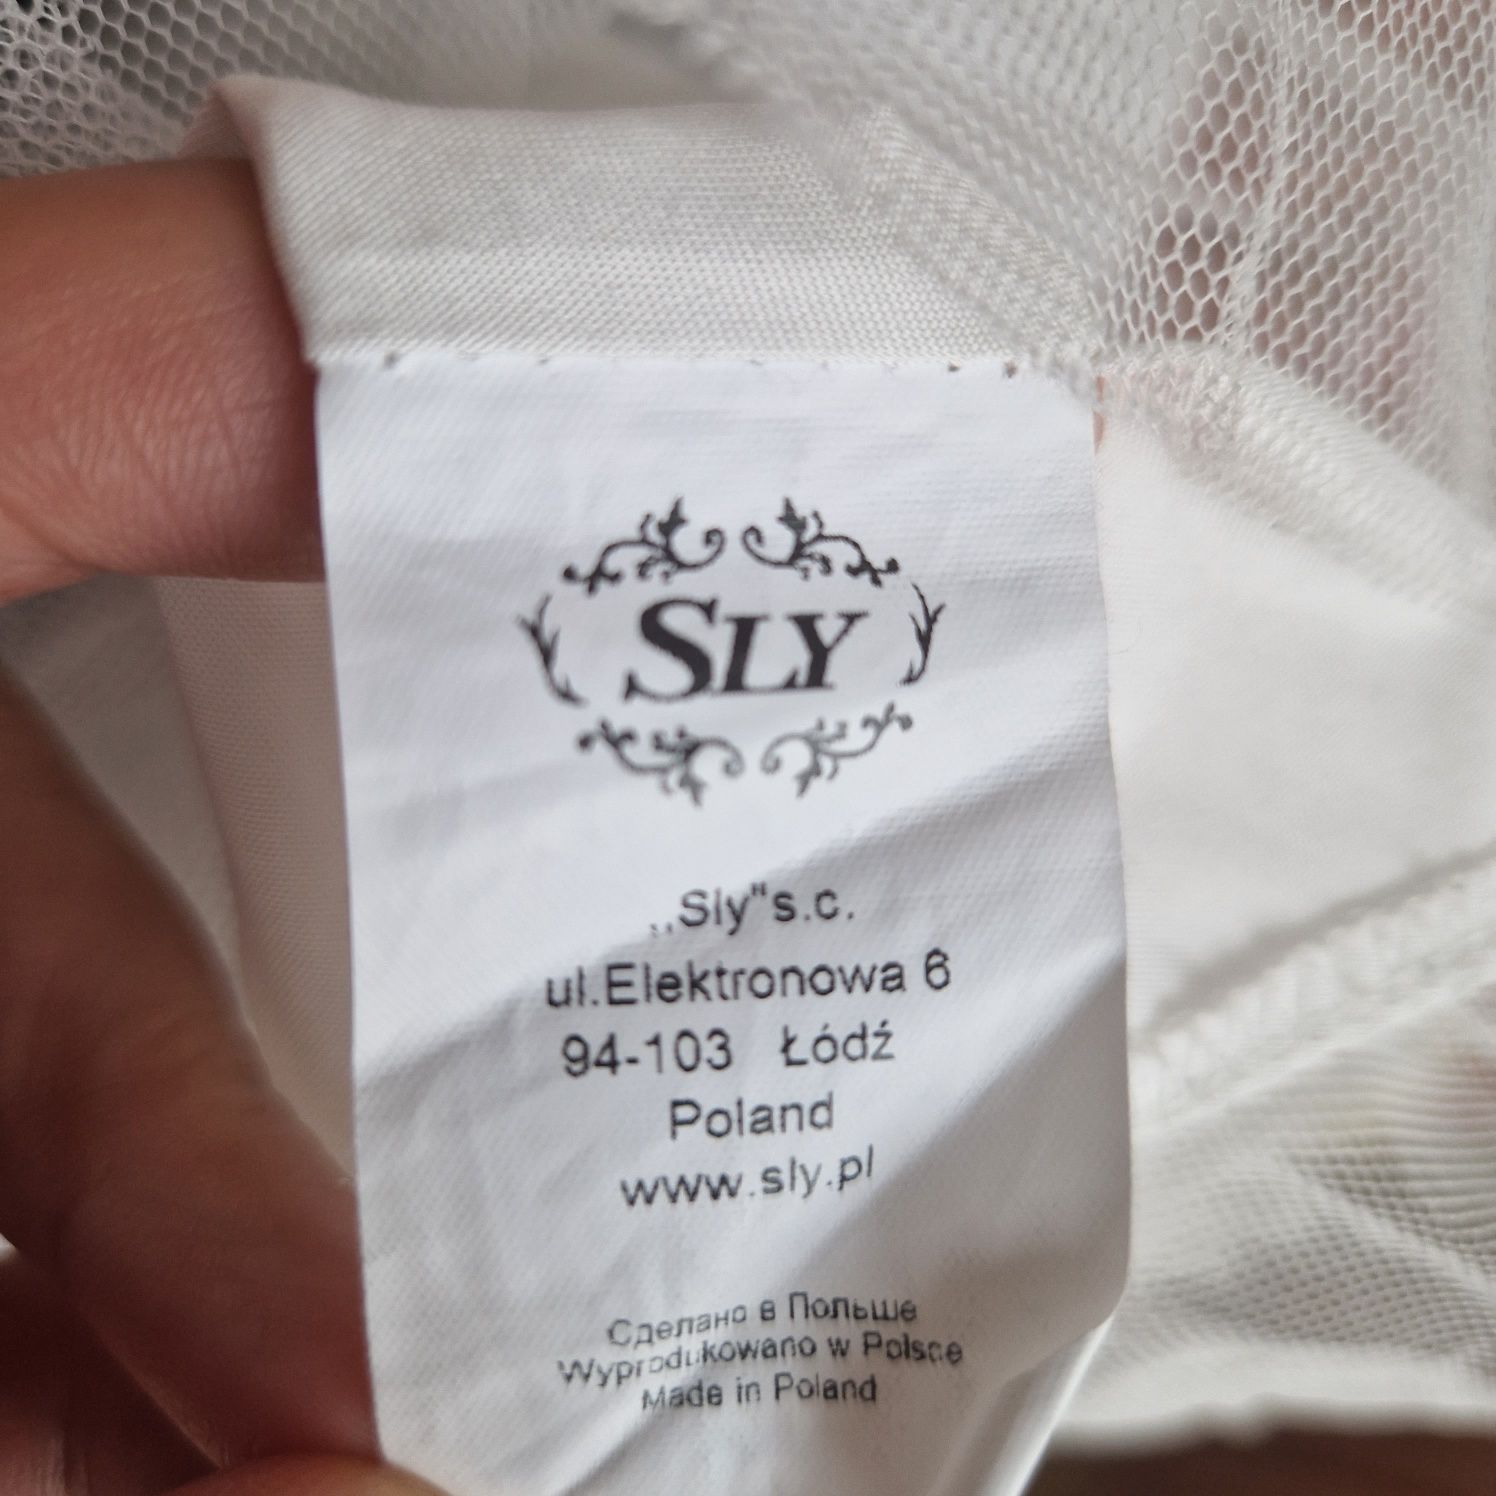 SLY
„Sly"s.c.
ul.Elektronowa 6
94-103 Łódź
Poland
www.sly.pl
Сделано в Польше
Wyprodukowano w Polsce
Made in Poland